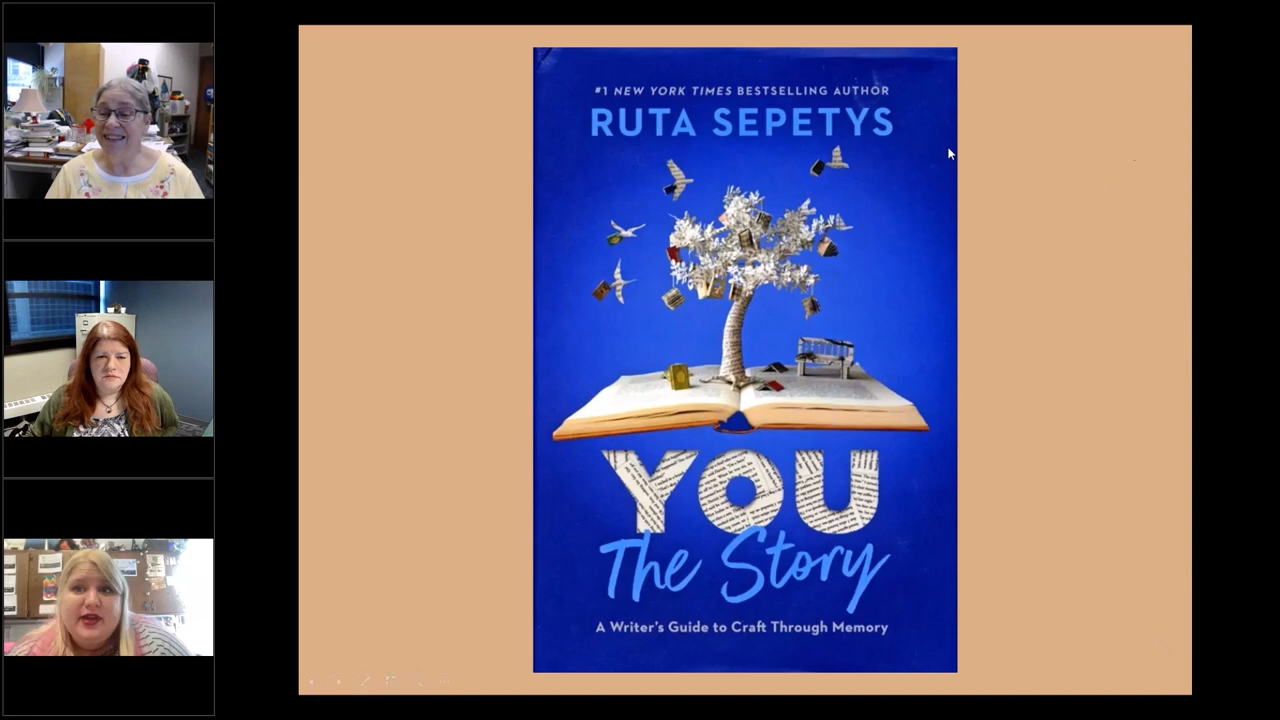 #1 NEW YORK TIMES BESTSELLING AUTHOR
RUTA SEPETYS
YOU
The Story
A Writer's Guide to Craft Through Memory